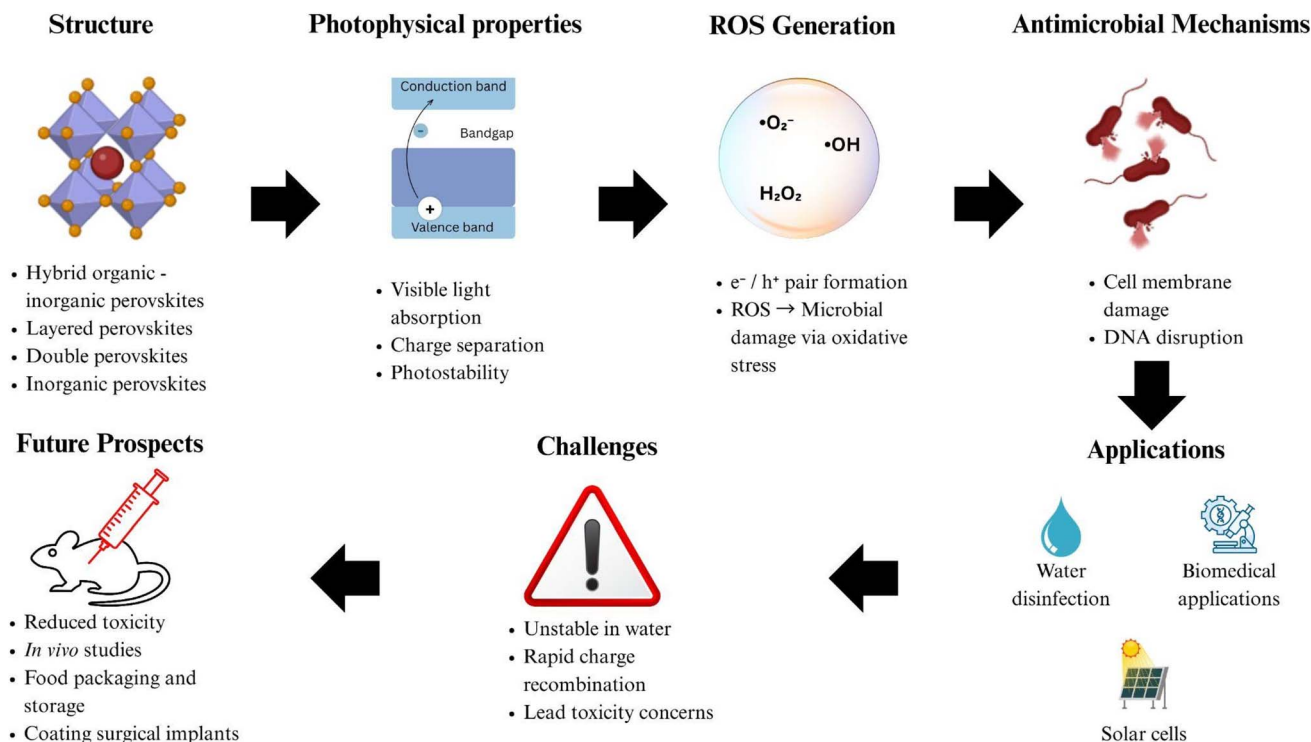 Structure
Photophysical properties
ROS Generation
Antimicrobial Mechanisms
Conduction band
-
Bandgap
+
Valence band
•O₂⁻
•OH
H₂O₂
• Hybrid organic -
inorganic perovskites
• Layered perovskites
• Double perovskites
• Inorganic perovskites
• Visible light
absorption
• Charge separation
• Photostability
• e⁻ / h⁺ pair formation
• ROS → Microbial
damage via oxidative
stress
• Cell membrane
damage
• DNA disruption
Applications
Water
disinfection
Biomedical
applications
Solar cells
Challenges
!
• Unstable in water
• Rapid charge
recombination
• Lead toxicity concerns
Future Prospects
• Reduced toxicity
• In vivo studies
• Food packaging and
storage
• Coating surgical implants